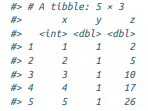 #> # A tibble: 5 × 3
#>       x     y     z
#>   <int> <dbl> <dbl>
#> 1     1     1     2
#> 2     2     1     5
#> 3     3     1    10
#> 4     4     1    17
#> 5     5     1    26